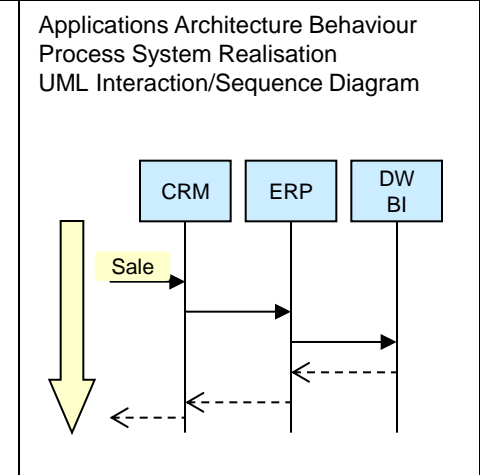 Applications Architecture Behaviour
Process System Realisation
UML Interaction/Sequence Diagram
CRM
ERP
DW
BI
Sale